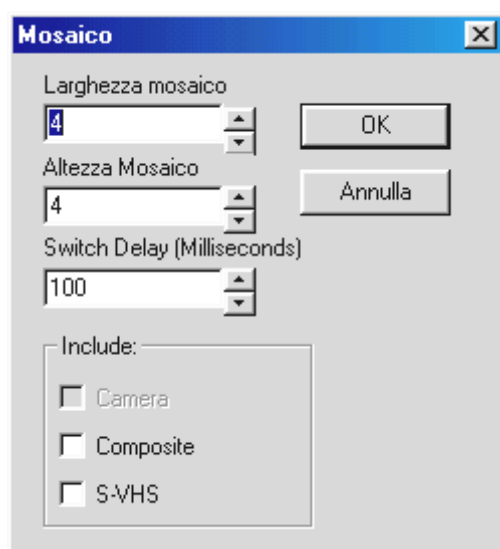 Mosaico
Larghezza mosaico
4
OK
Altezza Mosaico
4
Annulla
Switch Delay (Milliseconds)
100
Include:
Camera
Composite
S-VHS